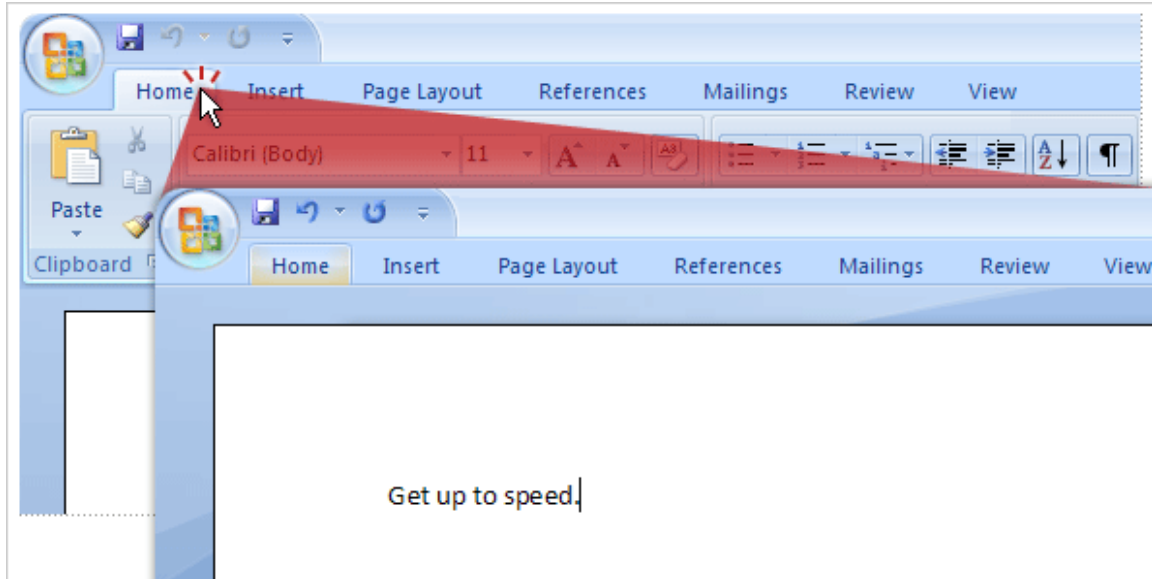 Home Insert Page Layout References Mailings Review View
Calibri (Body) 11 A A Aa
Paste
Clipboard
Home Insert Page Layout References Mailings Review View
Get up to speed.